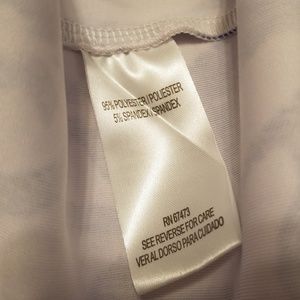 95% POLYESTER / POLIESTER
5% SPANDEX / SPANDEX
RN 67473
SEE REVERSE FOR CARE
VER AL DORSO PARA CUIDADO